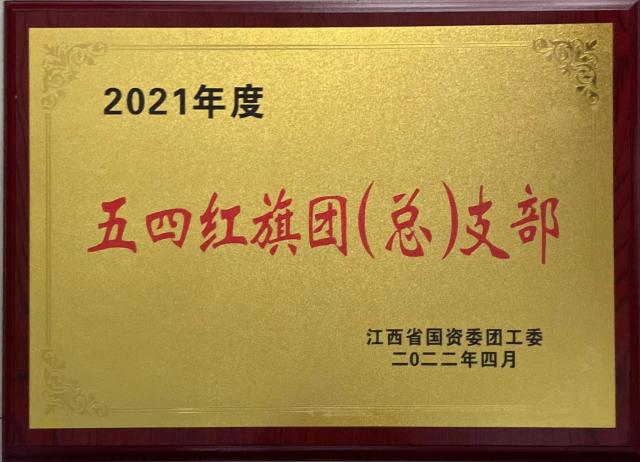 2021年度
五四红旗团(总)支部
江西省国资委团工委
二0二二年四月